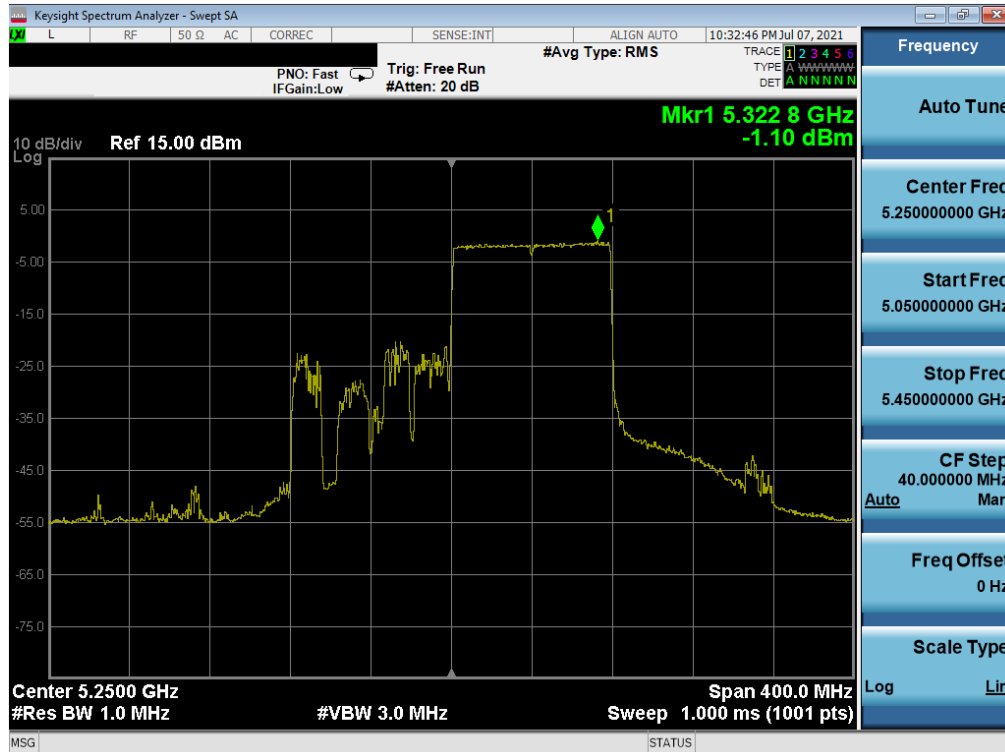 Keysight Spectrum Analyzer - Swept SA
LXI L RF 50 Ω AC CORREC SENSE:INT ALIGN AUTO 10:32:46 PM Jul 07, 2021
#Avg Type: RMS
TRACE 1 2 3 4 5 6
TYPE A WWWWW
DET A N N N N N
PNO: Fast
IFGain:Low
Trig: Free Run
#Atten: 20 dB
Mkr1 5.322 8 GHz
-1.10 dBm
10 dB/div Ref 15.00 dBm
Log
1
5.00
-5.00
-15.0
-25.0
-35.0
-45.0
-55.0
-65.0
-75.0
Center 5.2500 GHz
Span 400.0 MHz
#Res BW 1.0 MHz
#VBW 3.0 MHz
Sweep 1.000 ms (1001 pts)
MSG
STATUS
Frequency
Auto Tune
Center Freq
5.250000000 GHz
Start Freq
5.050000000 GHz
Stop Freq
5.450000000 GHz
CF Step
40.000000 MHz
Auto Man
Freq Offset
0 Hz
Scale Type
Log Lin